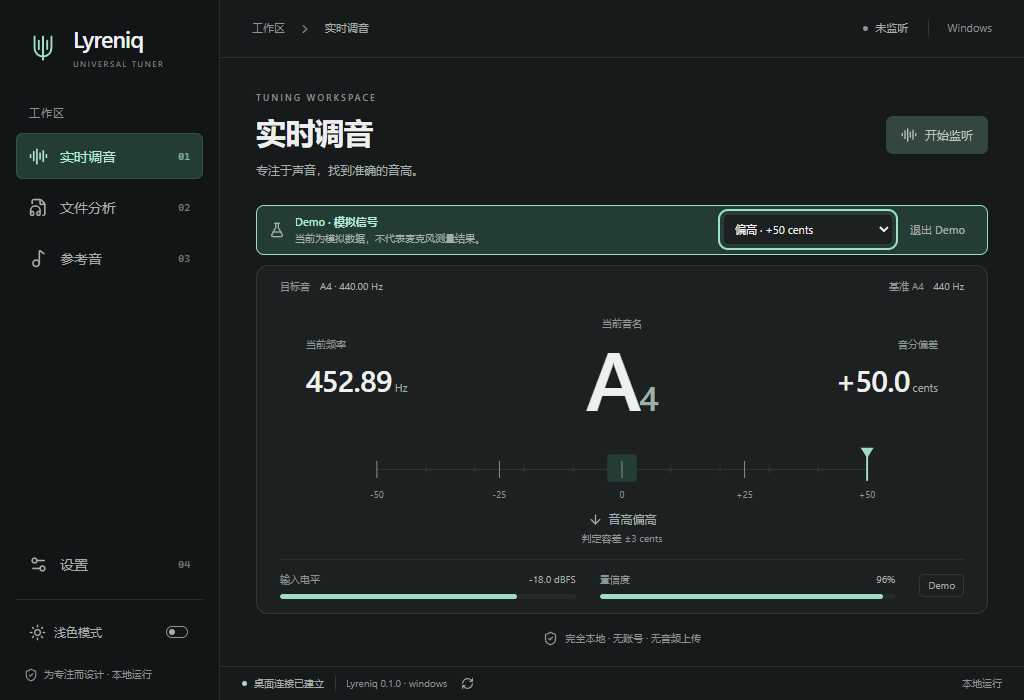 Lyreniq
UNIVERSAL TUNER
工作区
实时调音 01
文件分析 02
参考音 03
设置 04
浅色模式
为专注而设计 · 本地运行
工作区 > 实时调音
未监听
Windows
TUNING WORKSPACE
实时调音
专注于声音，找到准确的音高。
开始监听
Demo · 模拟信号
当前为模拟数据，不代表麦克风测量结果。
偏高 · +50 cents
退出 Demo
目标音 A4 · 440.00 Hz
基准 A4 440 Hz
当前音名
当前频率
音分偏差
452.89 Hz
A4
+50.0 cents
-50 -25 0 +25 +50
音高偏高
判定容差 ±3 cents
输入电平 -18.0 dBFS
置信度 96%
Demo
完全本地 · 无账号 · 无音频上传
桌面连接已建立
Lyreniq 0.1.0 · windows
本地运行